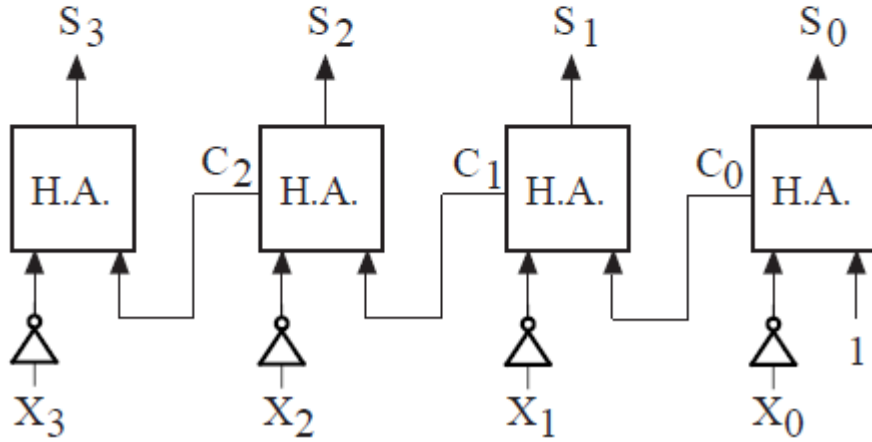 S3 S2 S1 S0
C2 C1 C0
H.A. H.A. H.A. H.A.
1
X3 X2 X1 X0